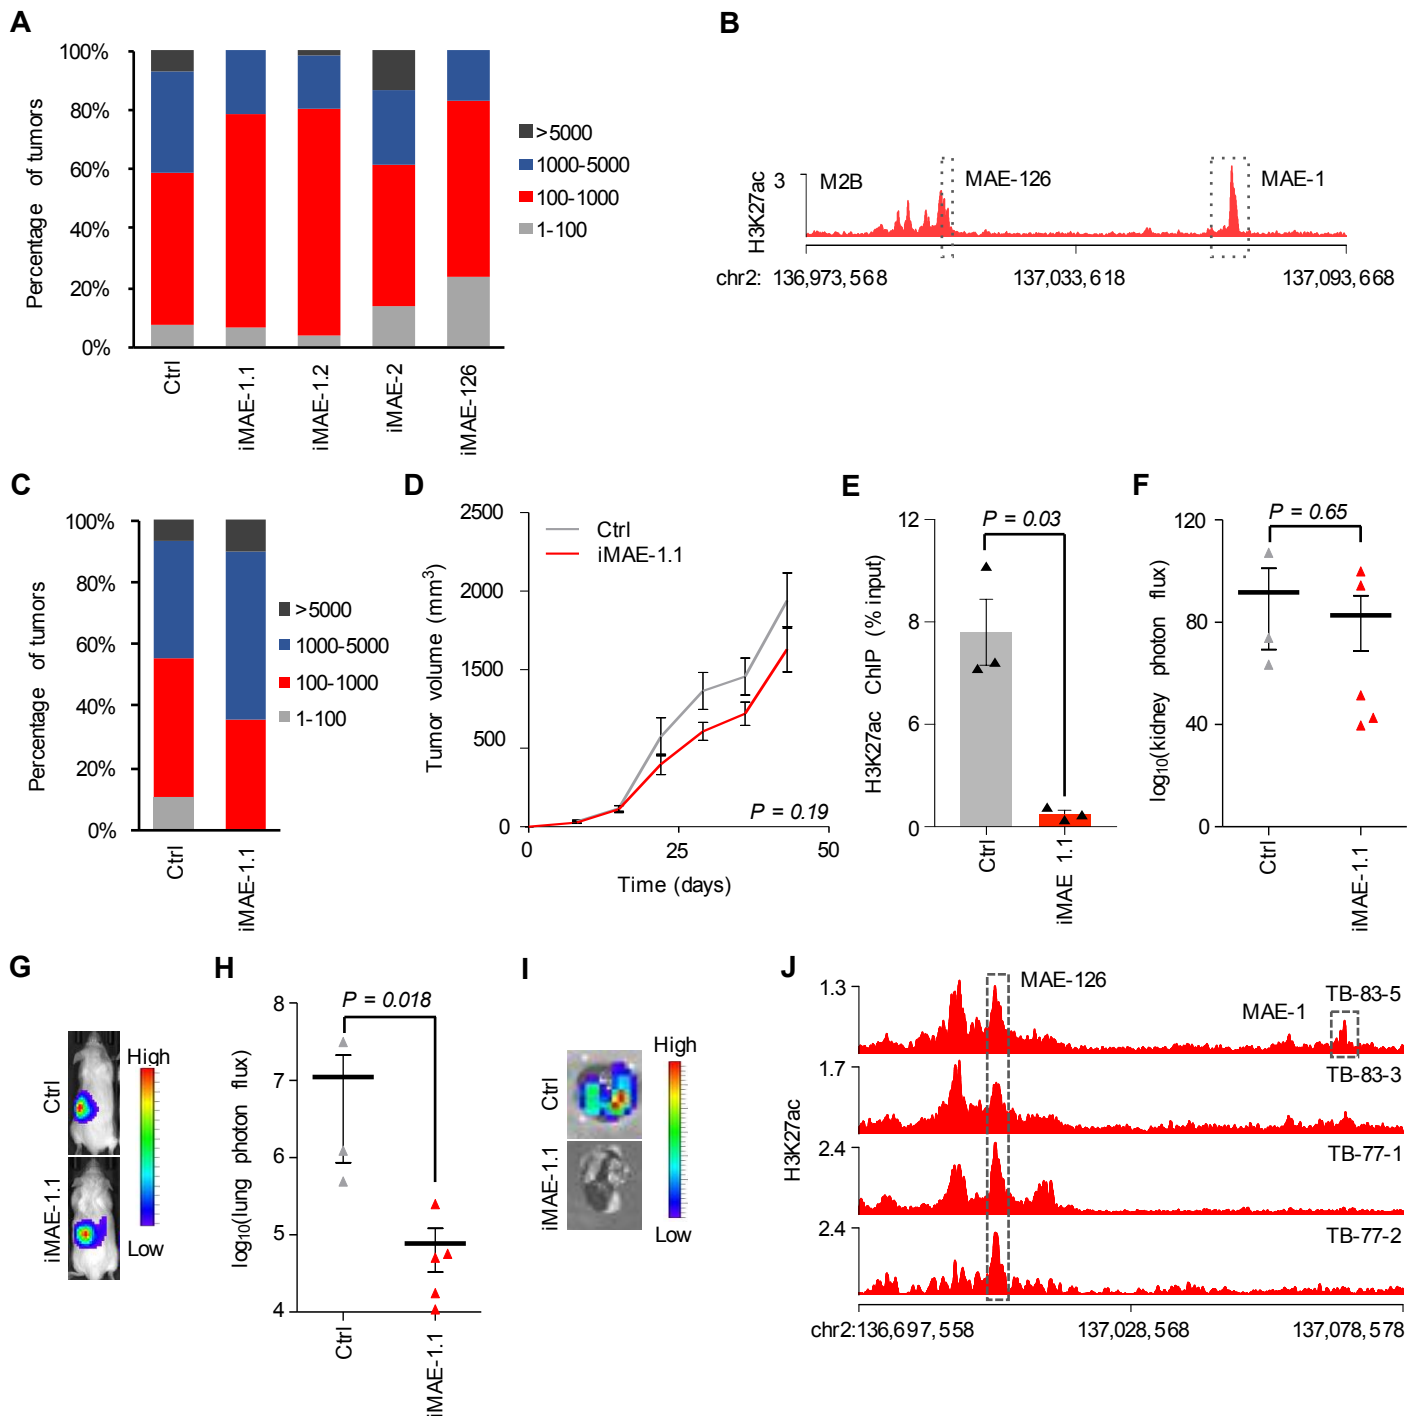 A
100%
80%
60%
40%
20%
0%
Percentage of tumors
Ctrl
iMAE-1.1
iMAE-1.2
iMAE-2
iMAE-126
>5000
1000-5000
100-1000
1-100
B
H3K27ac
3
M2B
MAE-126
MAE-1
chr2: 136,973,568
137,033,618
137,093,668
C
100%
80%
60%
40%
20%
0%
Percentage of tumors
Ctrl
iMAE-1.1
>5000
1000-5000
100-1000
1-100
D
2500
2000
1500
500
0
Tumor volume (mm³)
Ctrl
iMAE-1.1
P = 0.19
0
25
50
Time (days)
E
12
8
6
0
H3K27ac ChIP (% input)
P = 0.03
Ctrl
iMAE 1.1
F
120
80
40
0
log₁₀(kidney photon flux)
P = 0.65
Ctrl
iMAE-1.1
G
Ctrl
iMAE-1.1
High
Low
H
8
7
6
5
4
log₁₀(lung photon flux)
P = 0.018
Ctrl
iMAE-1.1
I
Ctrl
iMAE-1.1
High
Low
J
H3K27ac
MAE-126
1.3
MAE-1
TB-83-5
1.7
TB-83-3
2.4
TB-77-1
2.4
TB-77-2
chr2:136,697,558
137,028,568
137,078,578